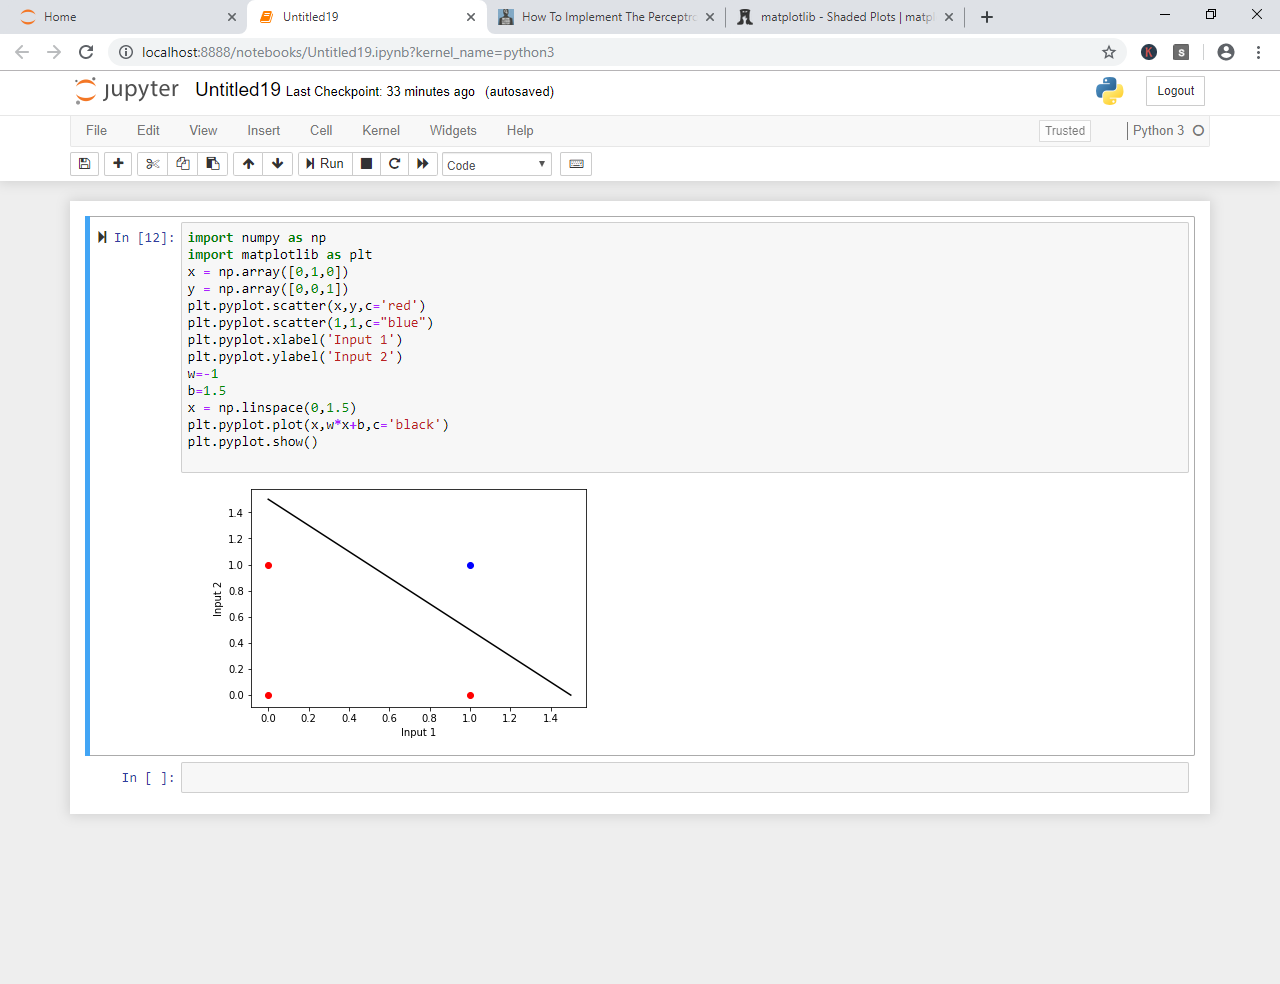 Home
Untitled19
How To Implement The Perceptro
matplotlib - Shaded Plots | matpl
localhost:8888/notebooks/Untitled19.ipynb?kernel_name=python3
K
s
jupyter Untitled19 Last Checkpoint: 33 minutes ago (autosaved)
Logout
File Edit View Insert Cell Kernel Widgets Help
Trusted
Python 3
Run
Code
In [12]:
import numpy as np
import matplotlib as plt
x = np.array([0,1,0])
y = np.array([0,0,1])
plt.pyplot.scatter(x,y,c='red')
plt.pyplot.scatter(1,1,c="blue")
plt.pyplot.xlabel('Input 1')
plt.pyplot.ylabel('Input 2')
w=-1
b=1.5
x = np.linspace(0,1.5)
plt.pyplot.plot(x,w*x+b,c='black')
plt.pyplot.show()
1.4
1.2
1.0
0.8
0.6
0.4
0.2
0.0
Input 2
0.0 0.2 0.4 0.6 0.8 1.0 1.2 1.4
Input 1
In [ ]: